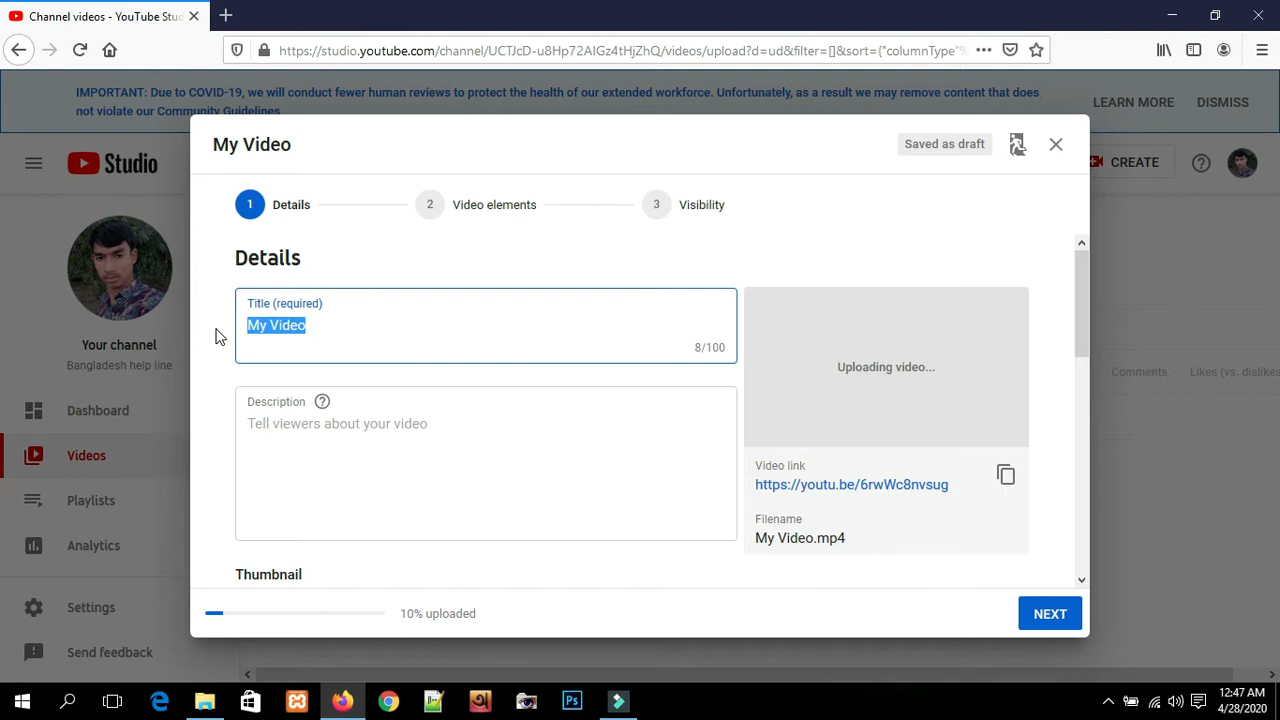 Channel videos - YouTube Stud
https://studio.youtube.com/channel/UCTJcD-u8Hp72AIGz4tHjZhQ/videos/upload?d=ud&filter=[]&sort={"columnType"%
IMPORTANT: Due to COVID-19, we will conduct fewer human reviews to protect the health of our extended workforce. Unfortunately, as a result we may remove content that does
not violate our Community Guidelines
LEARN MORE
DISMISS
Studio
CREATE
My Video
Saved as draft
1 Details
2 Video elements
3 Visibility
Details
Title (required)
My Video
8/100
Uploading video...
Description
Tell viewers about your video
Video link
https://youtu.be/6rwWc8nvsug
Filename
My Video.mp4
Thumbnail
10% uploaded
NEXT
Your channel
Bangladesh help line
Dashboard
Videos
Playlists
Analytics
Settings
Send feedback
Comments
Likes (vs. dislikes
Ps
12:47 AM
4/28/2020